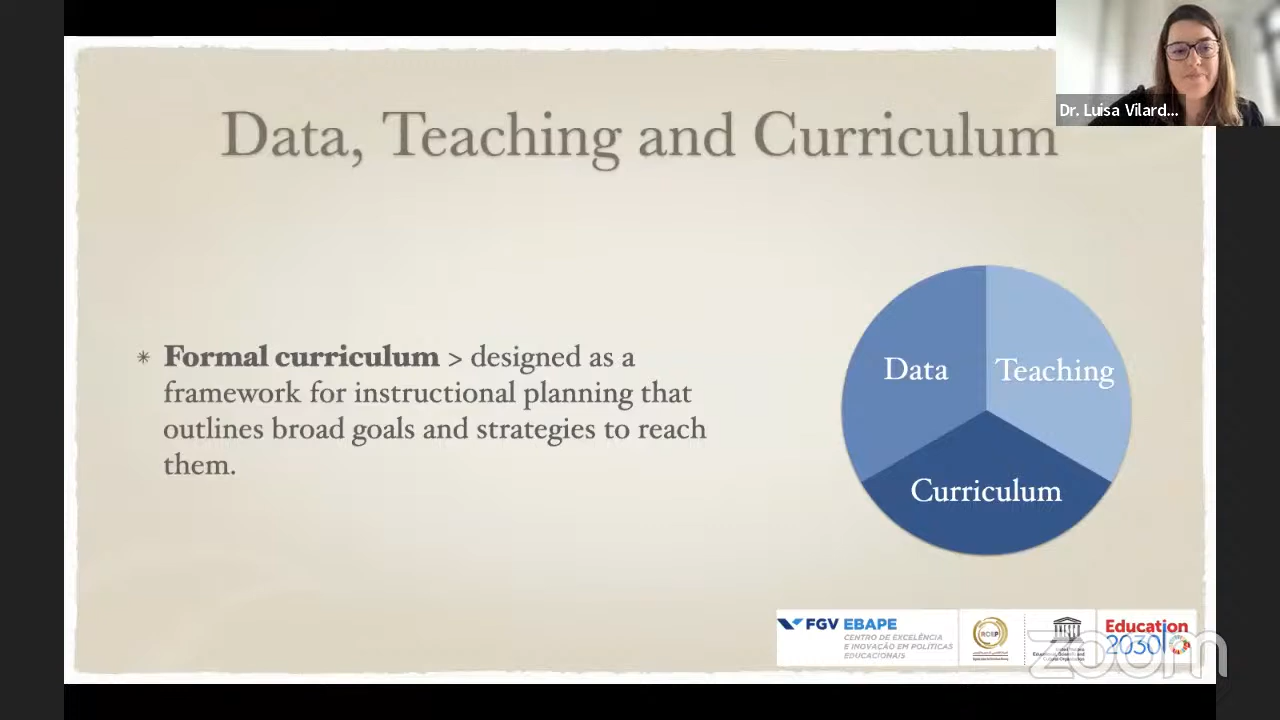 Dr. Luisa Vilard...
Data, Teaching and Curriculum
* Formal curriculum > designed as a
framework for instructional planning that
outlines broad goals and strategies to reach
them.
Data
Teaching
Curriculum
FGV EBAPE
CENTRO DE EXCELÊNCIA
E INOVAÇÃO EM POLÍTICAS
EDUCACIONAIS
Education
2030
zoom